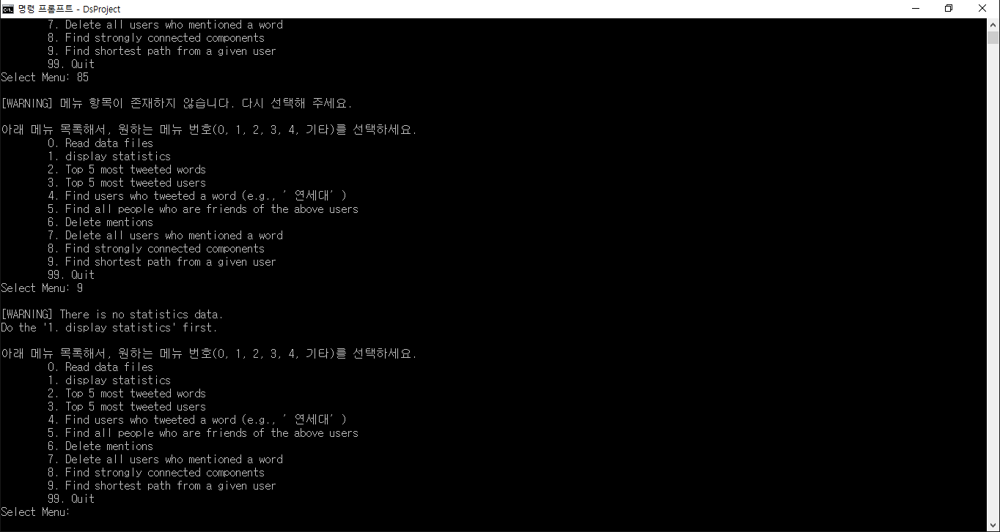 명령 프롬프트 - DsProject
7. Delete all users who mentioned a word
8. Find strongly connected components
9. Find shortest path from a given user
99. Quit
Select Menu: 85
[WARNING] 메뉴 항목이 존재하지 않습니다. 다시 선택해 주세요.
아래 메뉴 목록해서, 원하는 메뉴 번호(0, 1, 2, 3, 4, 기타)를 선택하세요.
0. Read data files
1. display statistics
2. Top 5 most tweeted words
3. Top 5 most tweeted users
4. Find users who tweeted a word (e.g., ’연세대’)
5. Find all people who are friends of the above users
6. Delete mentions
7. Delete all users who mentioned a word
8. Find strongly connected components
9. Find shortest path from a given user
99. Quit
Select Menu: 9
[WARNING] There is no statistics data.
Do the '1. display statistics' first.
아래 메뉴 목록해서, 원하는 메뉴 번호(0, 1, 2, 3, 4, 기타)를 선택하세요.
0. Read data files
1. display statistics
2. Top 5 most tweeted words
3. Top 5 most tweeted users
4. Find users who tweeted a word (e.g., ’연세대’)
5. Find all people who are friends of the above users
6. Delete mentions
7. Delete all users who mentioned a word
8. Find strongly connected components
9. Find shortest path from a given user
99. Quit
Select Menu: